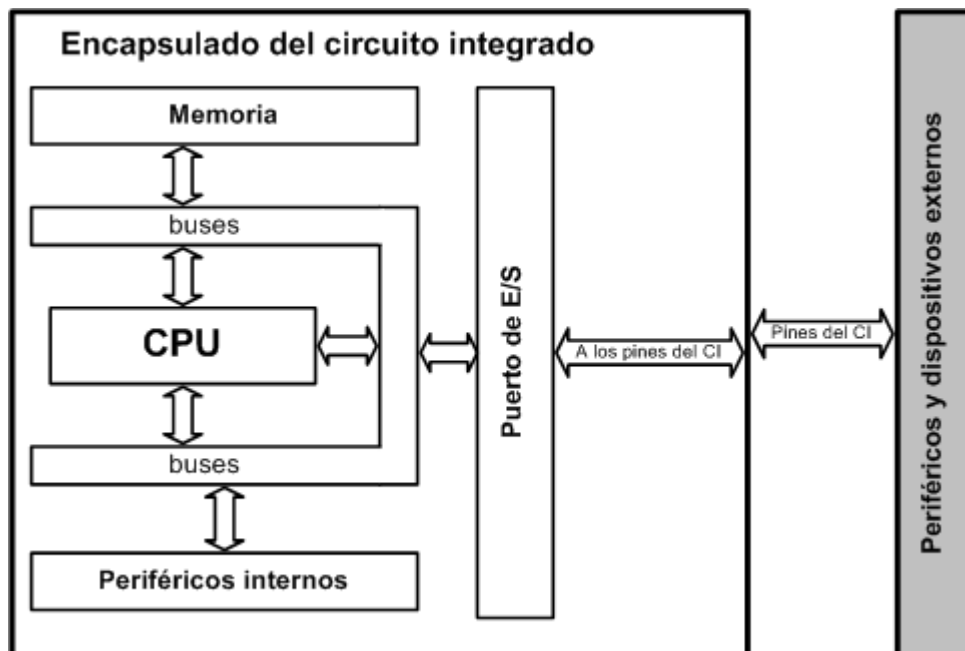 Encapsulado del circuito integrado
Memoria
buses
CPU
buses
Periféricos internos
Puerto de E/S
A los pines del CI
Pines del CI
Periféricos y dispositivos externos